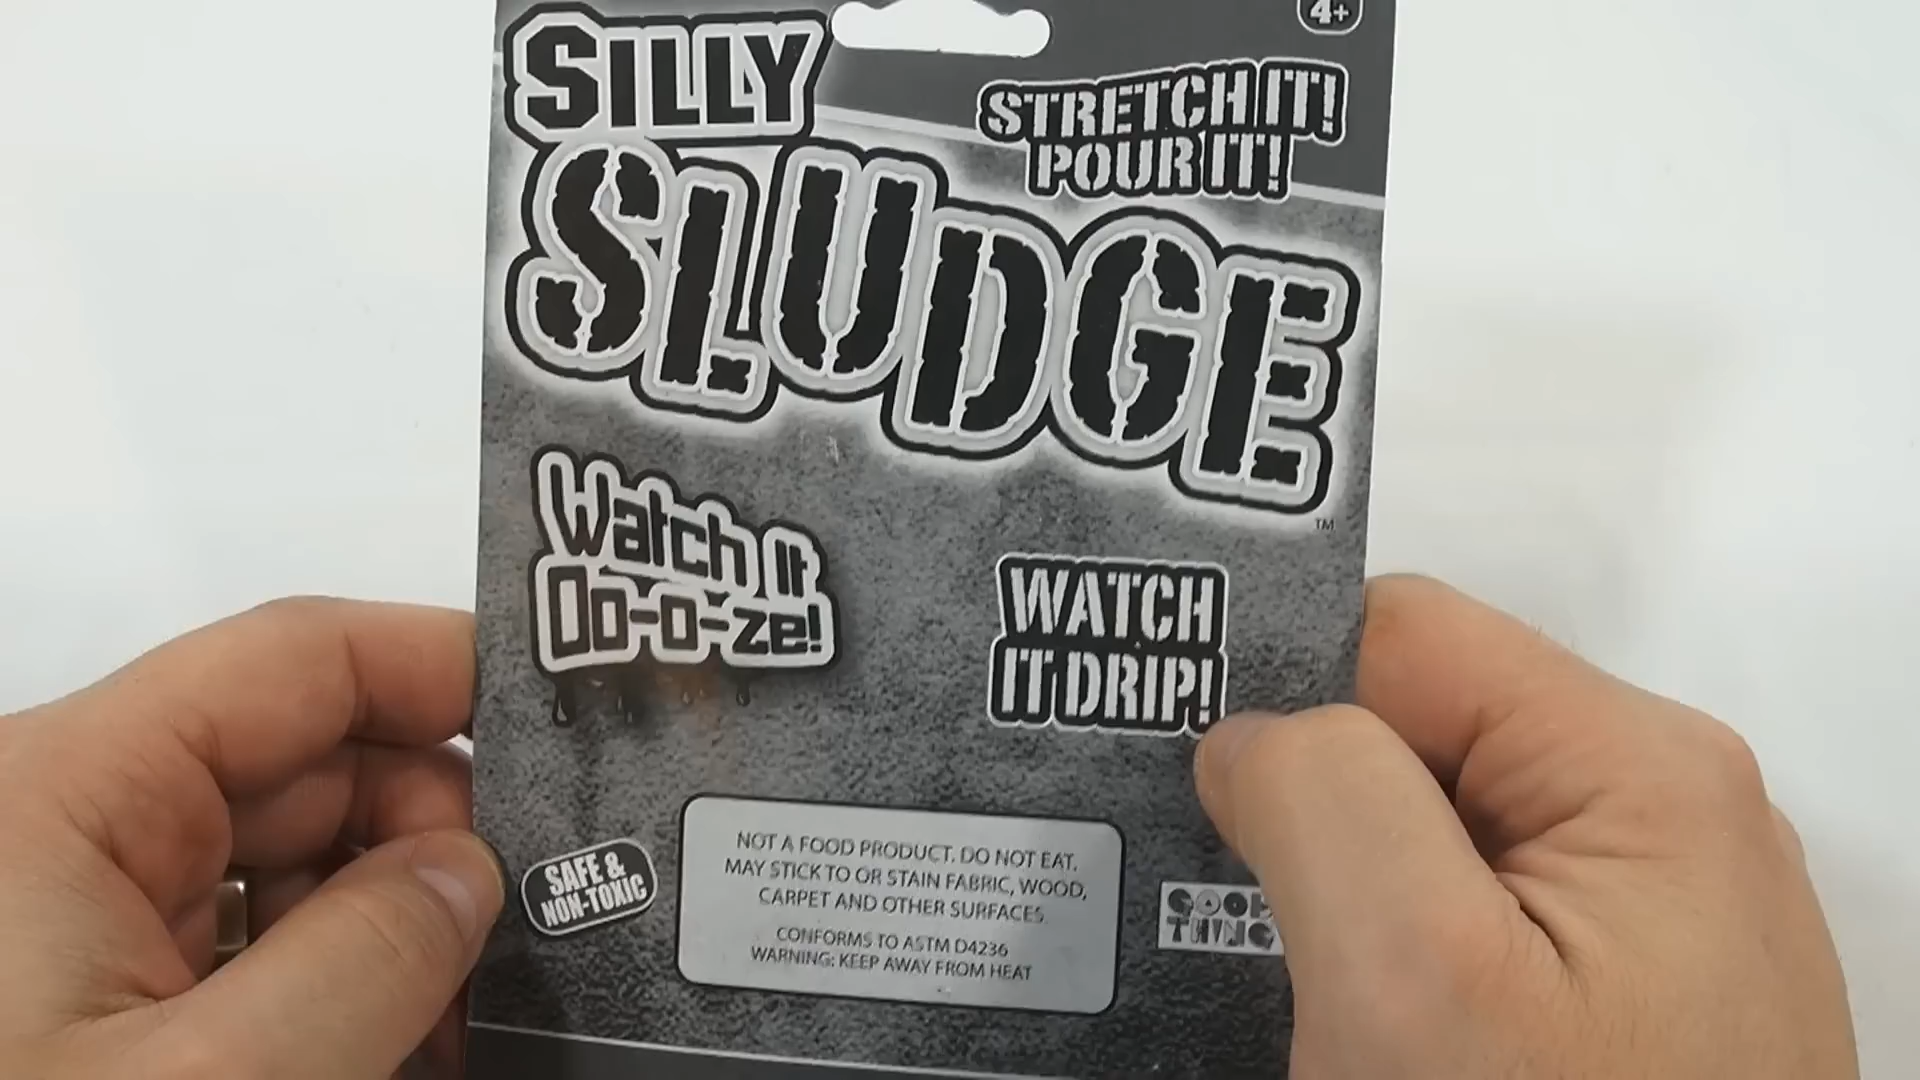 4+
SILLY
STRETCH IT!
POUR IT!
SLUDGE
TM
Watch It
Oo-o-ze!
WATCH
IT DRIP!
SAFE &
NON-TOXIC
NOT A FOOD PRODUCT. DO NOT EAT.
MAY STICK TO OR STAIN FABRIC, WOOD,
CARPET AND OTHER SURFACES.
CONFORMS TO ASTM D4236
WARNING: KEEP AWAY FROM HEAT
THING